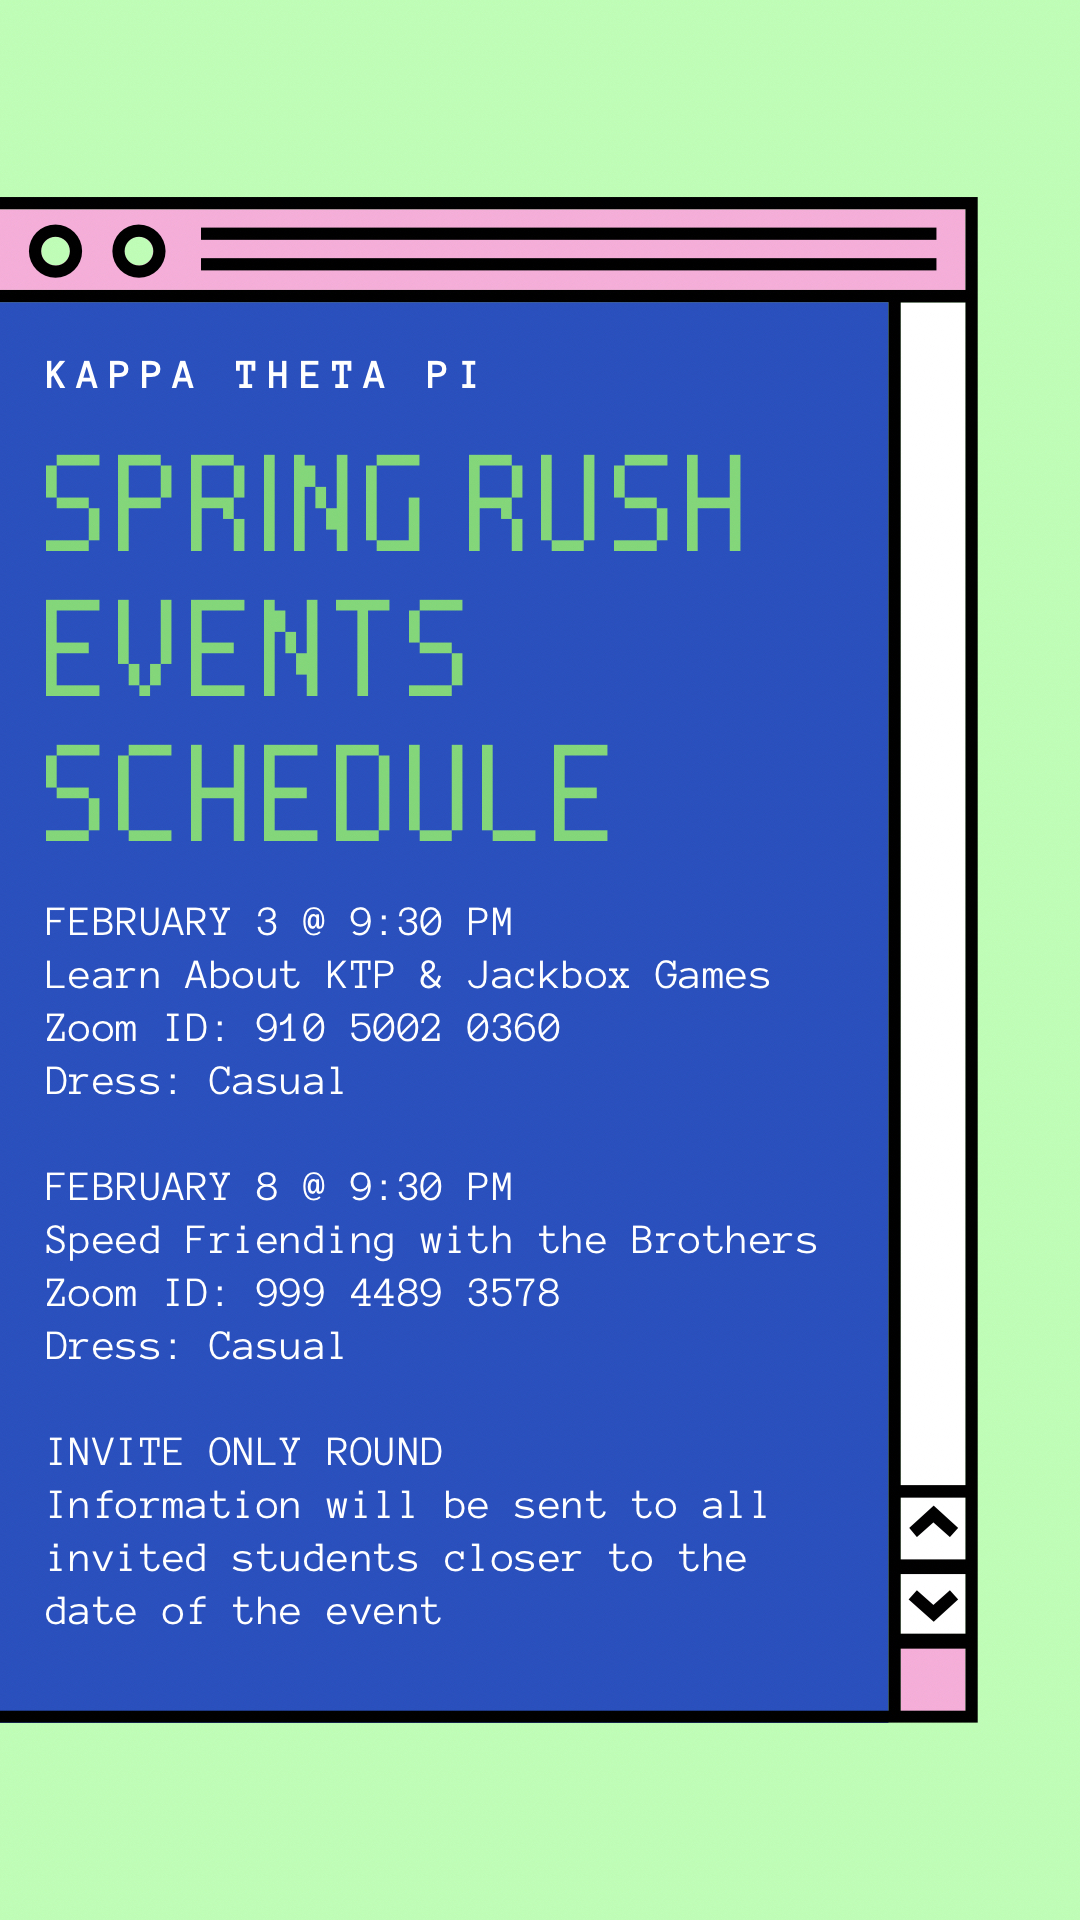 KAPPA THETA PI
SPRING RUSH
EVENTS
SCHEDULE
FEBRUARY 3 @ 9:30 PM
Learn About KTP & Jackbox Games
Zoom ID: 910 5002 0360
Dress: Casual
FEBRUARY 8 @ 9:30 PM
Speed Friending with the Brothers
Zoom ID: 999 4489 3578
Dress: Casual
INVITE ONLY ROUND
Information will be sent to all
invited students closer to the
date of the event